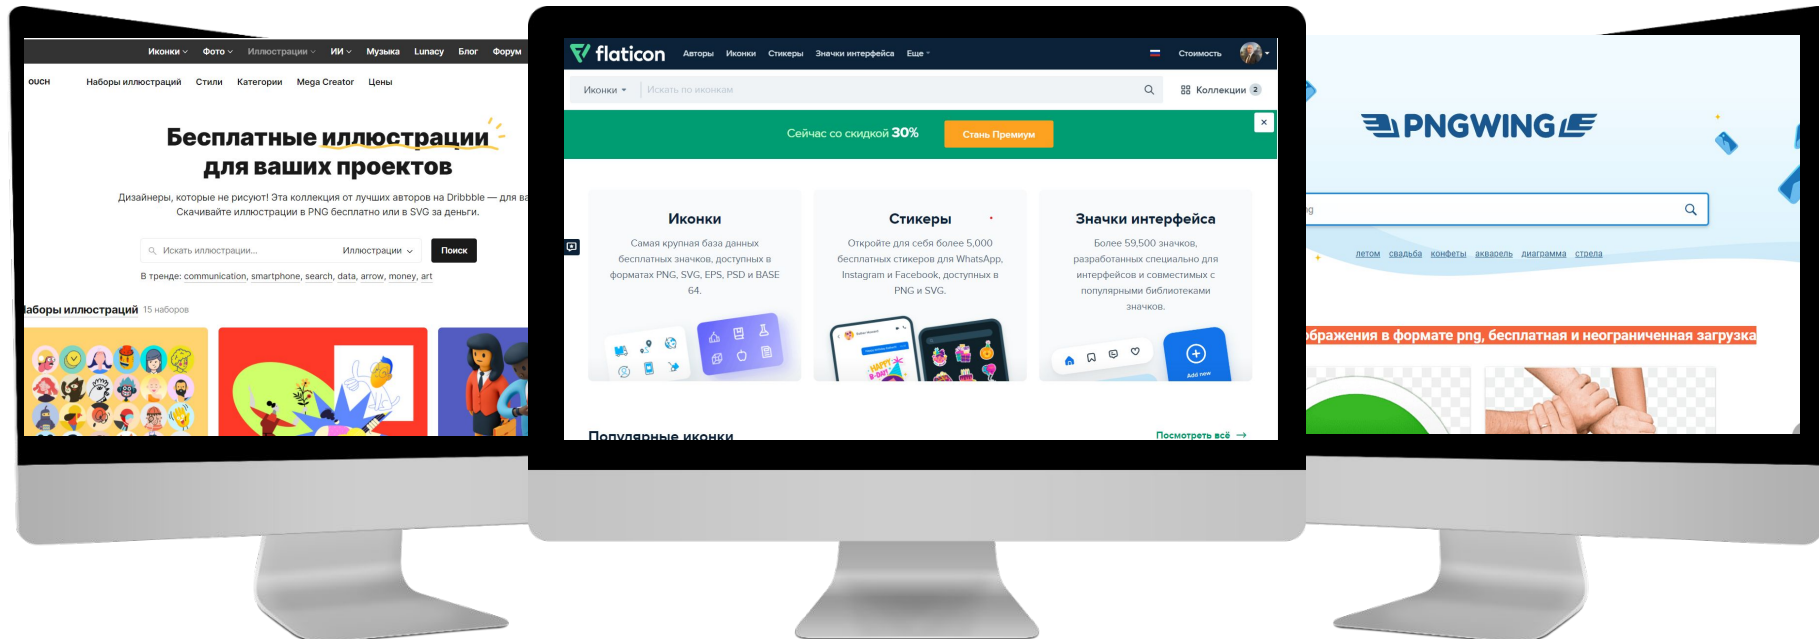 Иконки Фото Иллюстрации ИИ Музыка Lunacy Блог Форум
OUCH Наборы иллюстраций Стили Категории Mega Creator Цены
Бесплатные иллюстрации
для ваших проектов
Дизайнеры, которые не рисуют! Эта коллекция от лучших авторов на Dribbble — для ва
Скачивайте иллюстрации в PNG бесплатно или в SVG за деньги.
Искать иллюстрации... Иллюстрации Поиск
В тренде: communication, smartphone, search, data, arrow, money, art
аборы иллюстраций 15 наборов
flaticon Авторы Иконки Стикеры Значки интерфейса Еще Стоимость
Иконки Искать по иконкам Коллекции 2
Сейчас со скидкой 30% Стань Премиум
Иконки
Самая крупная база данных
бесплатных значков, доступных в
форматах PNG, SVG, EPS, PSD и BASE
64.
Стикеры
Откройте для себя более 5,000
бесплатных стикеров для WhatsApp,
Instagram и Facebook, доступных в
PNG и SVG.
HAPPY
B-DAY!
Значки интерфейса
Более 59,500 значков,
разработанных специально для
интерфейсов и совместимых с
популярными библиотеками
значков.
Add new
Популярные иконки Посмотреть всё →
PNGWING
летом свадьба конфеты акварель диаграмма стрела
ображения в формате png, бесплатная и неограниченная загрузка